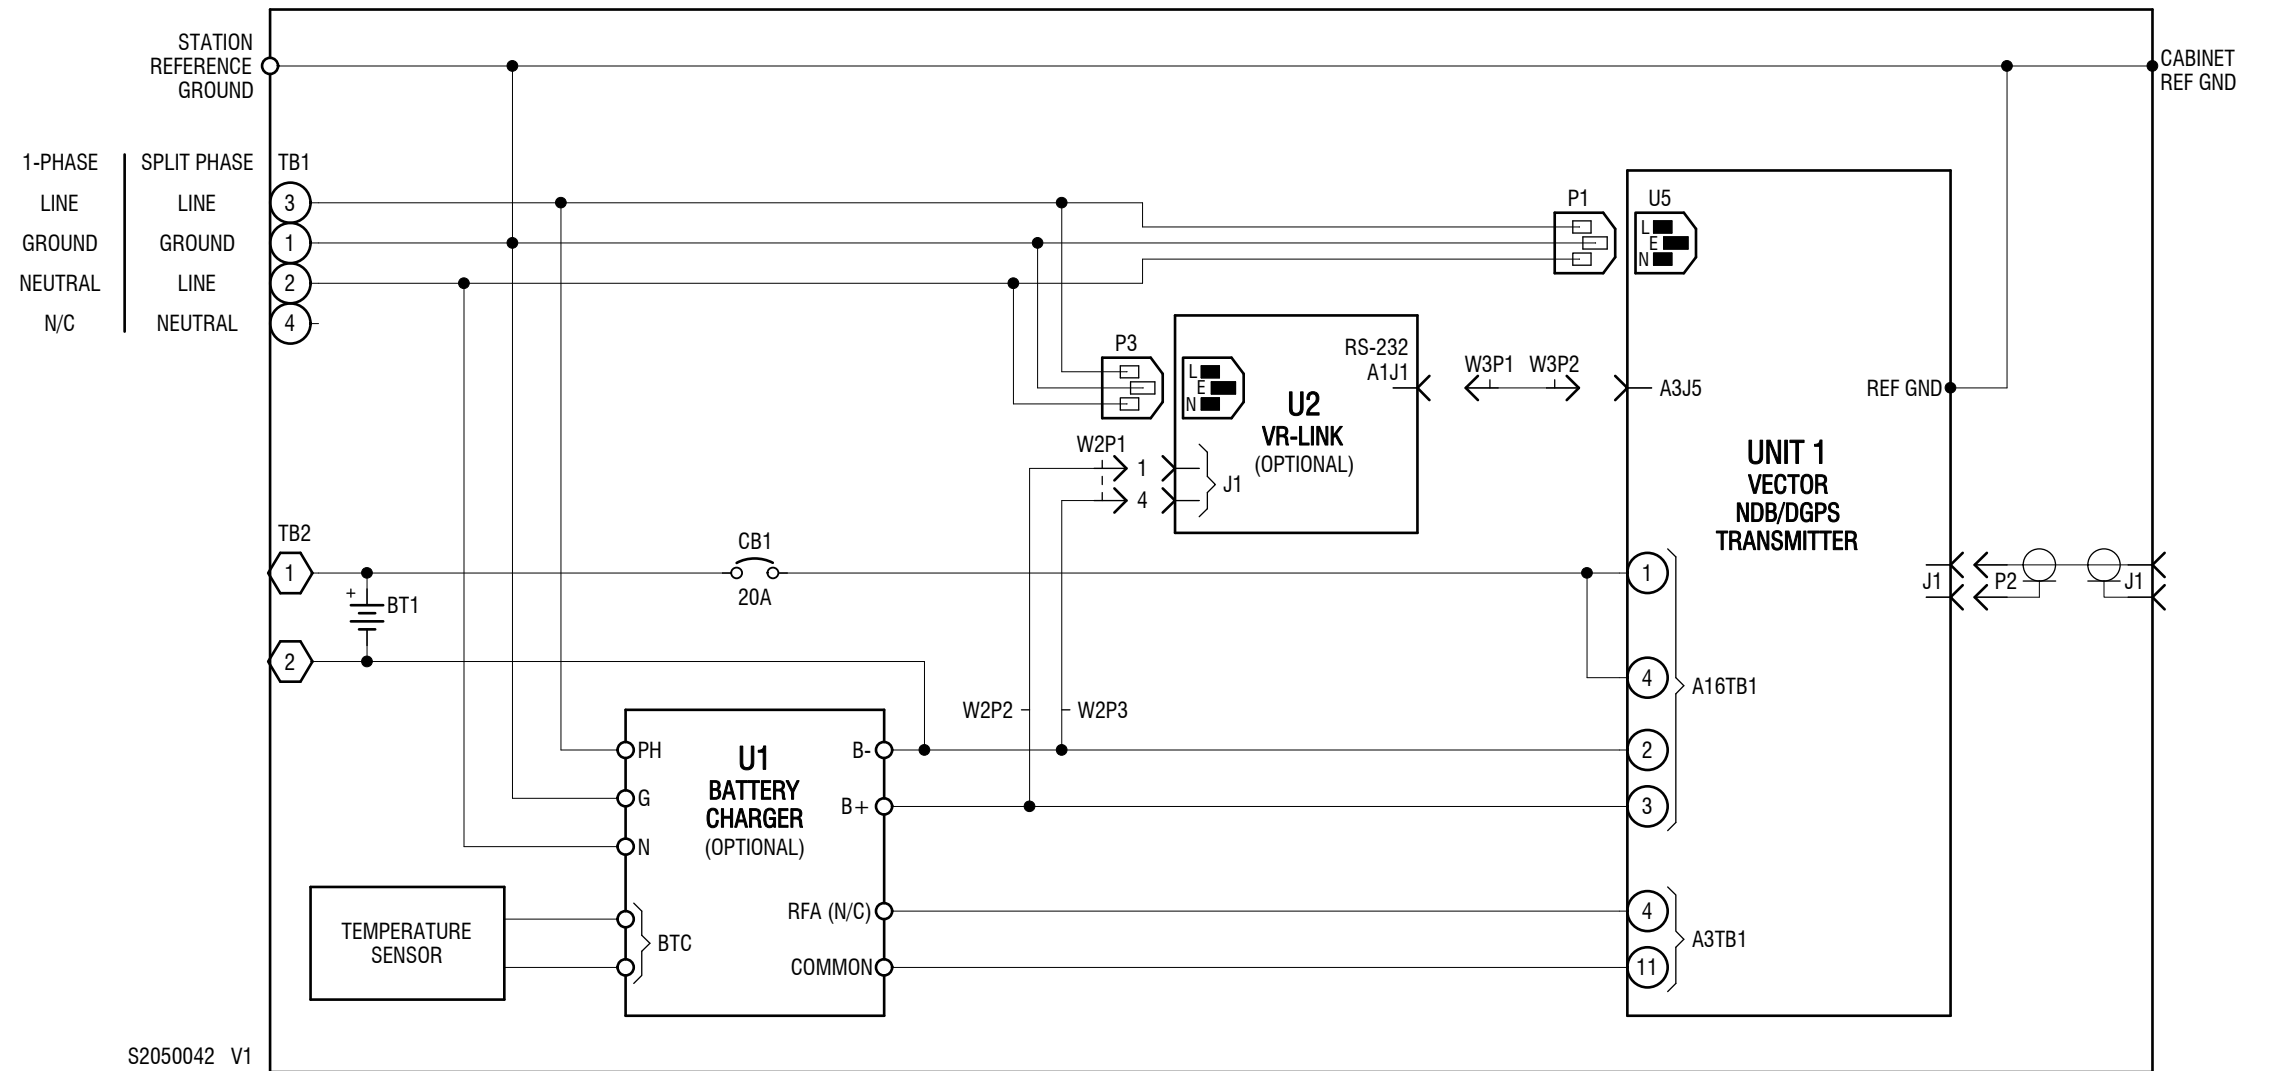 STATION
REFERENCE
GROUND
CABINET
REF GND
1-PHASE SPLIT PHASE TB1
LINE LINE 3
GROUND GROUND 1
NEUTRAL LINE 2
N/C NEUTRAL 4
P1 U5
L
E
N
P3
L
E
N
RS-232
A1J1
U2
VR-LINK
(OPTIONAL)
W3P1 W3P2
A3J5
REF GND
W2P1
1
4
J1
UNIT 1
VECTOR
NDB/DGPS
TRANSMITTER
TB2
1
+
BT1
2
CB1
20A
1
4
2
3
A16TB1
J1 P2 J1
W2P2 W2P3
PH
G
N
U1
BATTERY
CHARGER
(OPTIONAL)
B-
B+
RFA (N/C)
COMMON
BTC
TEMPERATURE
SENSOR
4
11
A3TB1
S2050042 V1